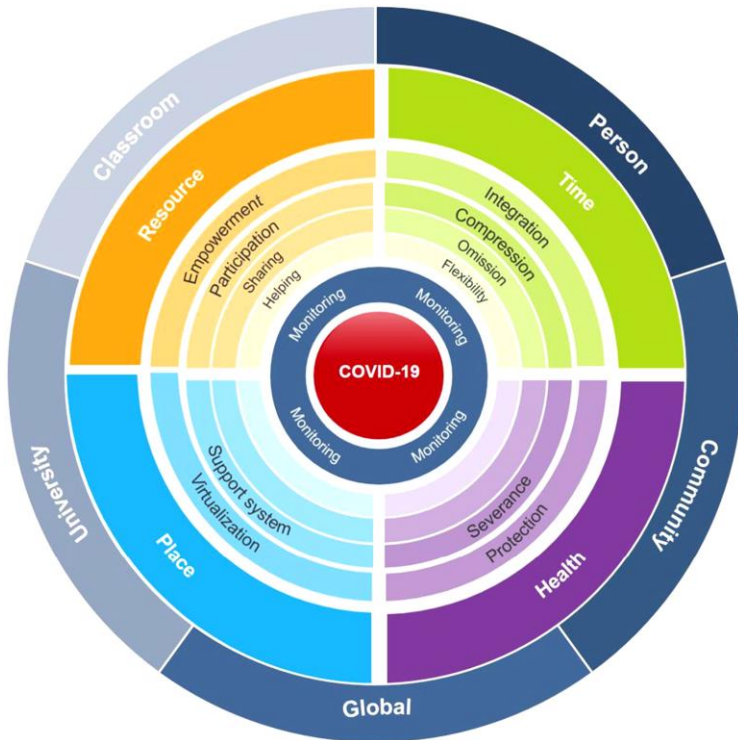 Classroom
Person
Resource
Time
Empowerment
Participation
Sharing
Helping
Integration
Compression
Omission
Flexibility
Monitoring
Monitoring
COVID-19
Monitoring
Monitoring
University
Community
Support system
Virtualization
Severance
Protection
Place
Health
Global